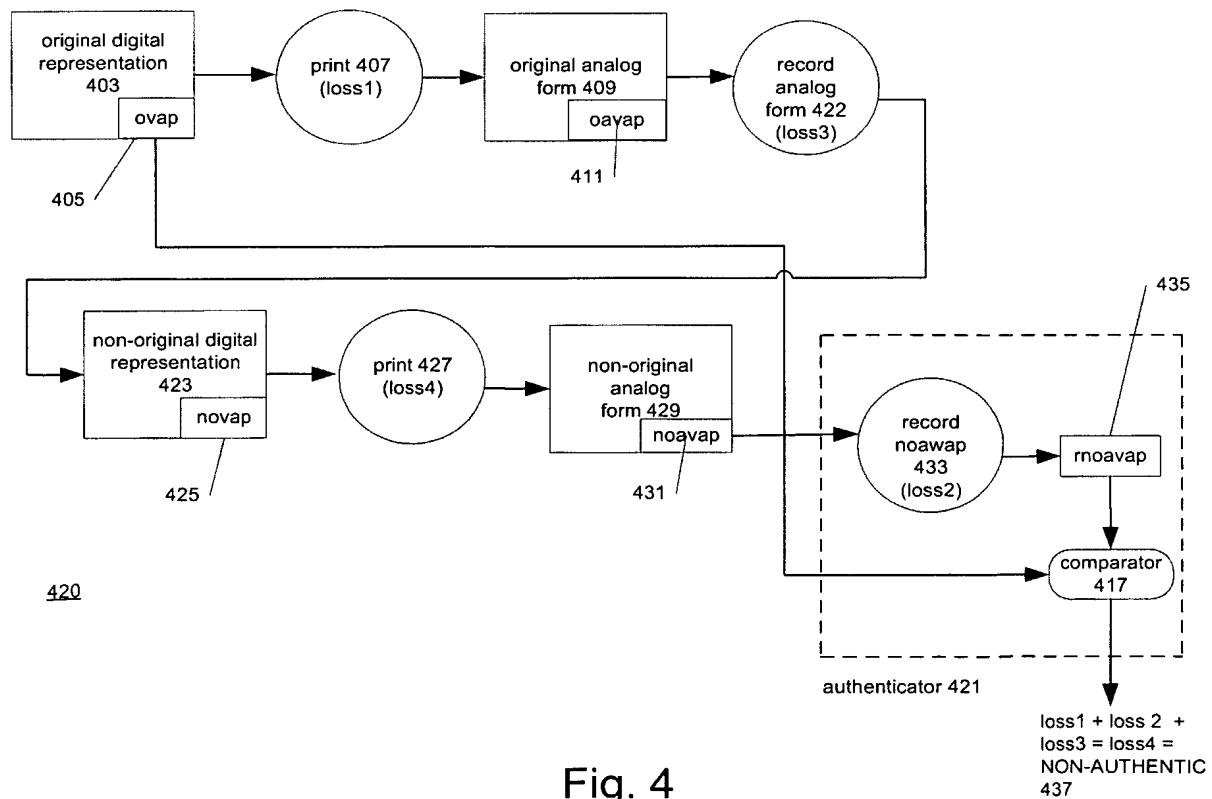 original digital
representation
403
ovap
405
print 407
(loss1)
original analog
form 409
oavap
411
record
analog
form 422
(loss3)
non-original digital
representation
423
novap
425
print 427
(loss4)
non-original
analog
form 429
noavap
431
record
noawap
433
(loss2)
435
rnoavap
comparator
417
authenticator 421
loss1 + loss 2 +
loss3 = loss4 =
NON-AUTHENTIC
437
420
Fig. 4